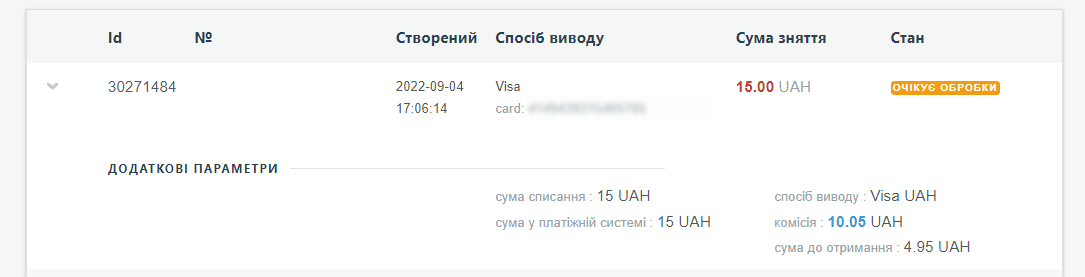 Id № Створений Спосіб виводу Сума зняття Стан
30271484 2022-09-04 Visa 15.00 UAH ОЧІКУЄ ОБРОБКИ
17:06:14 card:
ДОДАТКОВІ ПАРАМЕТРИ
сума списання : 15 UAH спосіб виводу : Visa UAH
сума у платіжній системі : 15 UAH комісія : 10.05 UAH
сума до отримання : 4.95 UAH